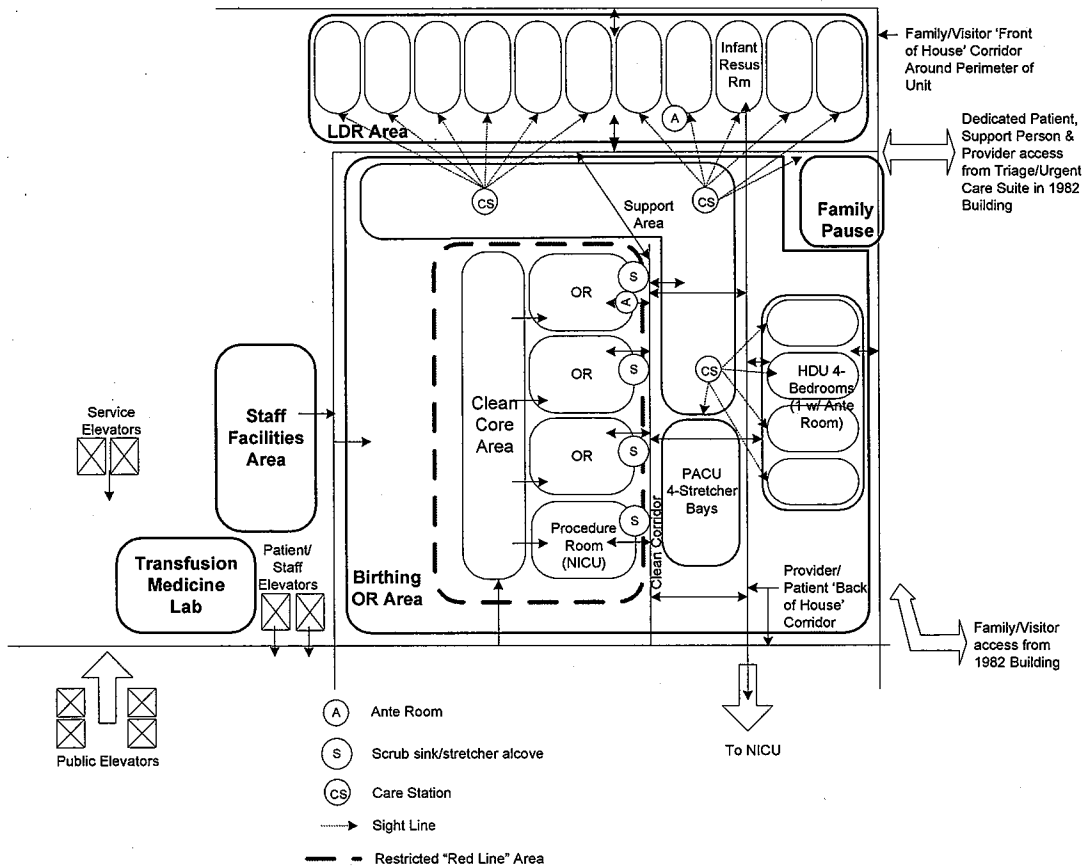 Infant
Resus
Rm
Family/Visitor 'Front
of House' Corridor
Around Perimeter of
Unit
A
LDR Area
Dedicated Patient,
Support Person &
Provider access
from Triage/Urgent
Care Suite in 1982
Building
CS
CS
Support
Area
Family
Pause
S
OR
A
OR
S
CS
HDU 4-
Bedrooms
(1 w/ Ante
Room)
Clean
Core
Area
Service
Elevators
Staff
Facilities
Area
OR
S
PACU
4-Stretcher
Bays
S
Procedure
Room
(NICU)
Clean Corridor
Transfusion
Medicine
Lab
Patient/
Staff
Elevators
Birthing
OR Area
Provider/
Patient 'Back
of House'
Corridor
Family/Visitor
access from
1982 Building
Public Elevators
To NICU
A Ante Room
S Scrub sink/stretcher alcove
CS Care Station
Sight Line
Restricted "Red Line" Area